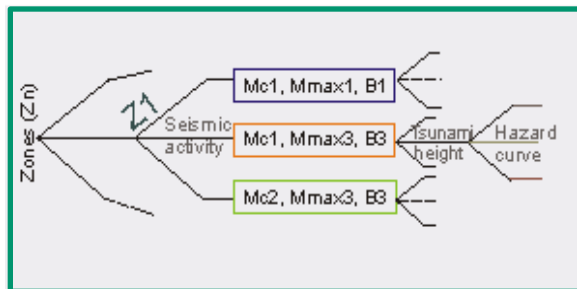 Zones (Zn)
Z1
Seismic
activity
Mc1, Mmax1, B1
Mc1, Mmax3, B3
Mc2, Mmax3, B3
Tsunami
height
Hazard
curve